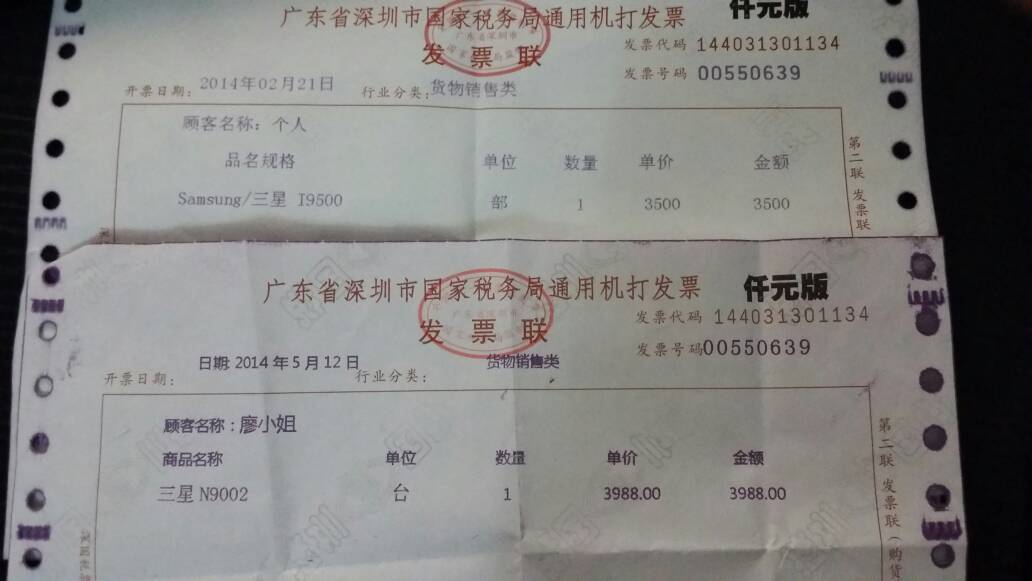 广东省深圳市国家税务局通用机打发票 仟元版
发票联
发票代码 144031301134
发票号码 00550639
开票日期：2014年02月21日 行业分类：货物销售类
顾客名称：个人
品名规格 单位 数量 单价 金额
Samsung/三星 I9500 部 1 3500 3500
第二联 发票联
广东省深圳市国家税务局通用机打发票 仟元版
发票联
发票代码 144031301134
发票号码 00550639
日期: 2014年5月12日 货物销售类
开票日期： 行业分类：
顾客名称：廖小姐
商品名称 单位 数量 单价 金额
三星 N9002 台 1 3988.00 3988.00
第二联 发票联（购货